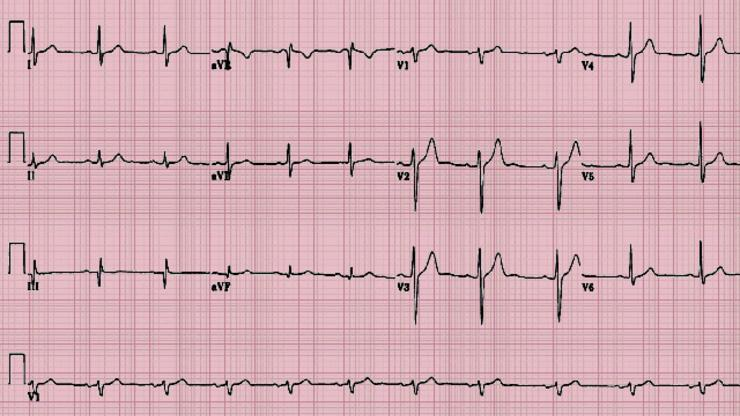 I aVR V1 V4
II aVL V2 V5
III aVF V3 V6
V1